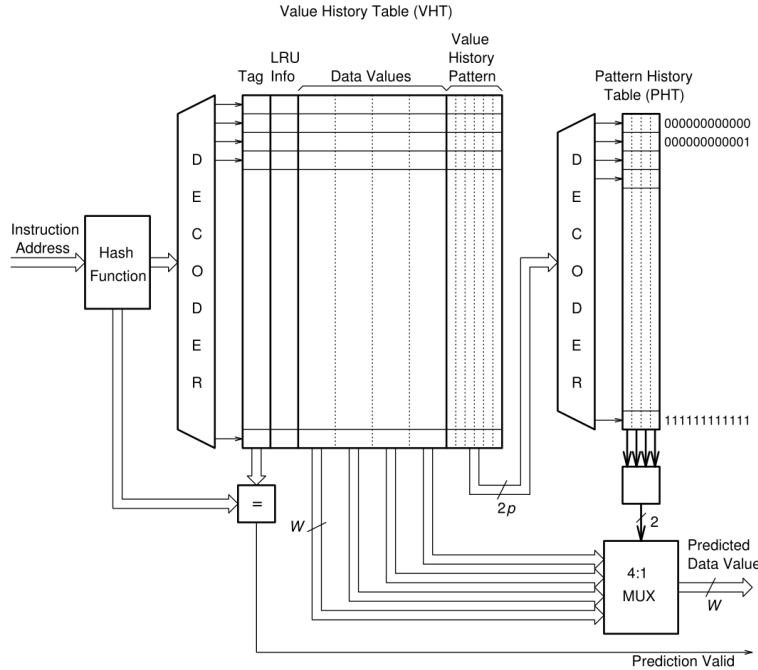 Value History Table (VHT)
Value
LRU
History
Tag
Info
Data Values
Pattern
Pattern History
Table (PHT)
000000000000
000000000001
D
E
C
O
D
E
R
D
E
C
O
D
E
R
Instruction
Address
Hash
Function
111111111111
=
W
2p
2
4:1
MUX
Predicted
Data Value
W
Prediction Valid